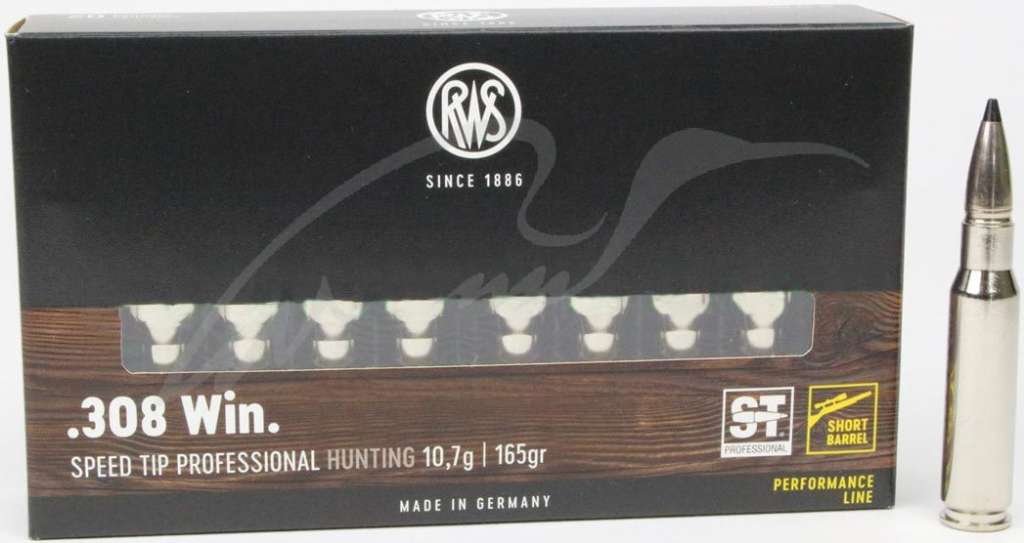 RWS
SINCE 1886
.308 Win.
SPEED TIP PROFESSIONAL HUNTING 10,7g | 165gr
ST
PROFESSIONAL
SHORT
BARREL
MADE IN GERMANY
PERFORMANCE
LINE